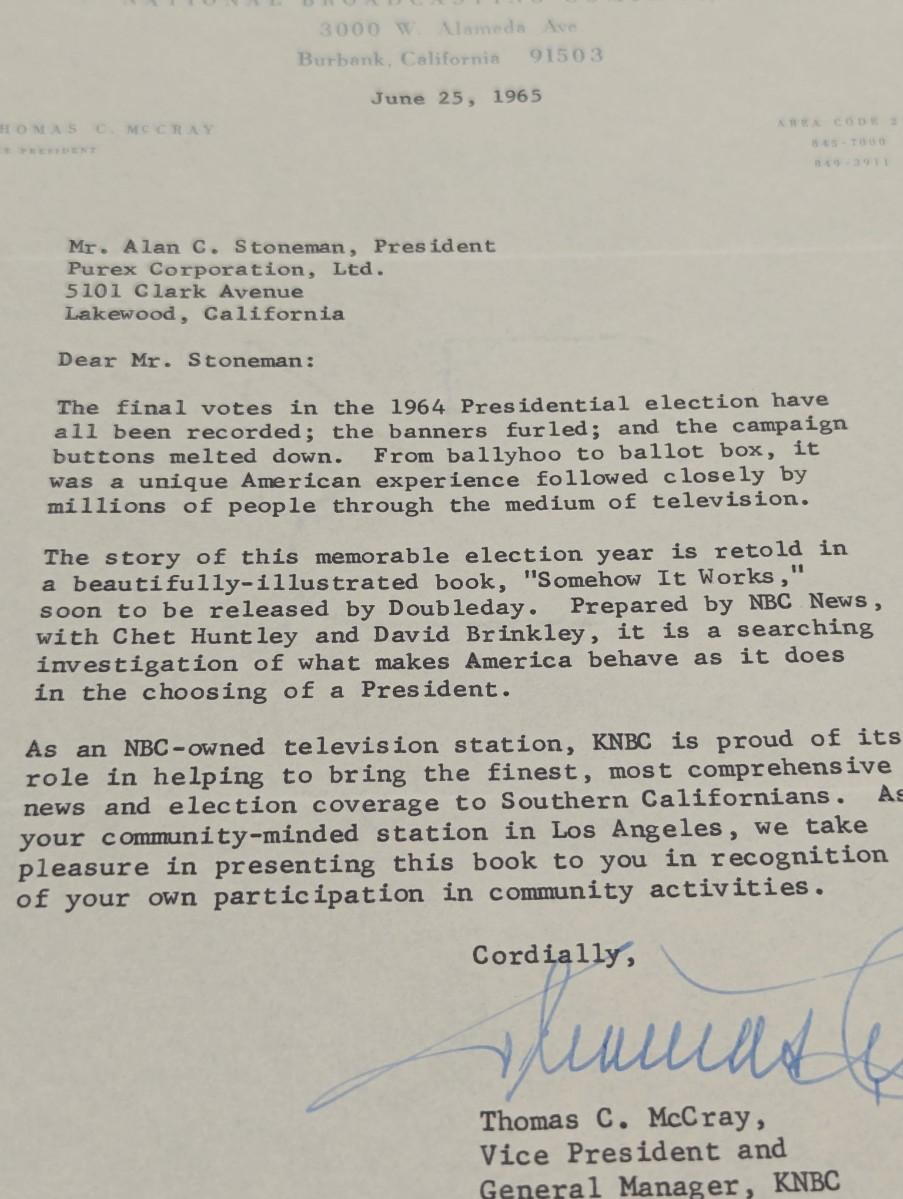 NATIONAL BROADCASTING
3000 W. Alameda Ave
Burbank, California 91503
June 25, 1965
HOMAS C. McCRAY
E PRESIDENT
AREA CODE 2
845-7000
849-3911
Mr. Alan C. Stoneman, President
Purex Corporation, Ltd.
5101 Clark Avenue
Lakewood, California
Dear Mr. Stoneman:
The final votes in the 1964 Presidential election have
all been recorded; the banners furled; and the campaign
buttons melted down. From ballyhoo to ballot box, it
was a unique American experience followed closely by
millions of people through the medium of television.
The story of this memorable election year is retold in
a beautifully-illustrated book, "Somehow It Works,"
soon to be released by Doubleday. Prepared by NBC News,
with Chet Huntley and David Brinkley, it is a searching
investigation of what makes America behave as it does
in the choosing of a President.
As an NBC-owned television station, KNBC is proud of its
role in helping to bring the finest, most comprehensive
news and election coverage to Southern Californians. As
your community-minded station in Los Angeles, we take
pleasure in presenting this book to you in recognition
of your own participation in community activities.
Cordially,
Thomas C
Thomas C. McCray,
Vice President and
General Manager, KNBC